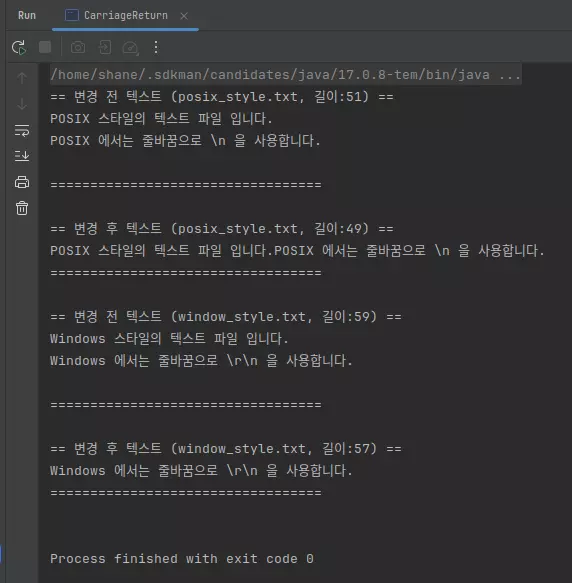 Run CarriageReturn
/home/shane/.sdkman/candidates/java/17.0.8-tem/bin/java ...
== 변경 전 텍스트 (posix_style.txt, 길이:51) ==
POSIX 스타일의 텍스트 파일 입니다.
POSIX 에서는 줄바꿈으로 \n 을 사용합니다.
==================================
== 변경 후 텍스트 (posix_style.txt, 길이:49) ==
POSIX 스타일의 텍스트 파일 입니다.POSIX 에서는 줄바꿈으로 \n 을 사용합니다.
==================================
== 변경 전 텍스트 (window_style.txt, 길이:59) ==
Windows 스타일의 텍스트 파일 입니다.
Windows 에서는 줄바꿈으로 \r\n 을 사용합니다.
==================================
== 변경 후 텍스트 (window_style.txt, 길이:57) ==
Windows 에서는 줄바꿈으로 \r\n 을 사용합니다.
==================================
Process finished with exit code 0